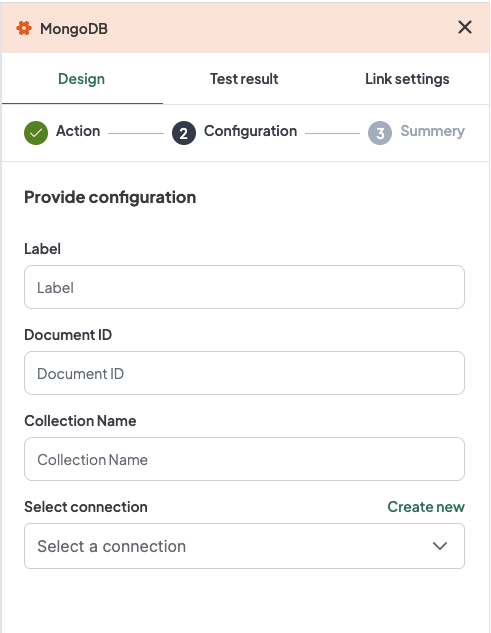 MongoDB
Design Test result Link settings
Action 2 Configuration 3 Summery
Provide configuration
Label
Label
Document ID
Document ID
Collection Name
Collection Name
Select connection Create new
Select a connection